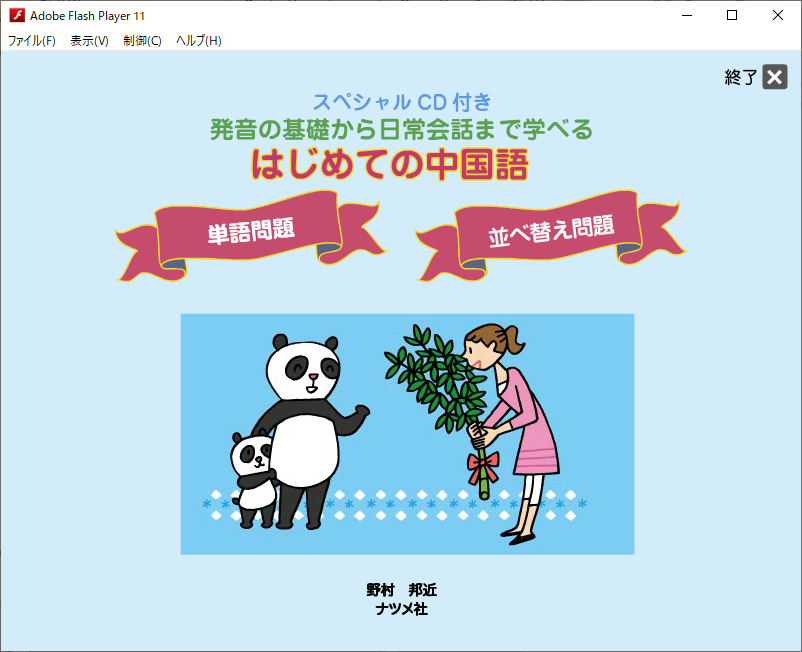 Adobe Flash Player 11
ファイル(F) 表示(V) 制御(C) ヘルプ(H)
終了
スペシャルCD付き
発音の基礎から日常会話まで学べる
はじめての中国語
単語問題
並べ替え問題
野村 邦近
ナツメ社